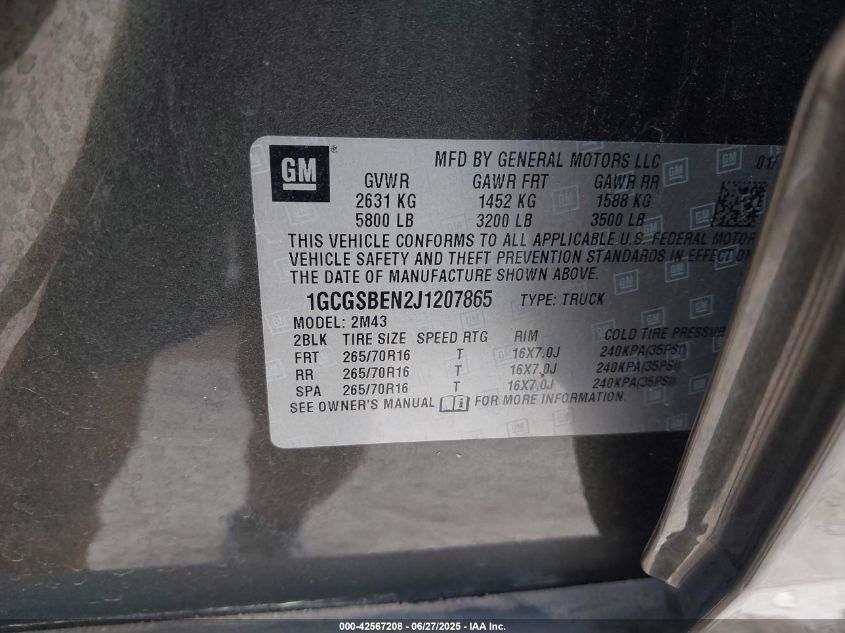 GM
MFD BY GENERAL MOTORS LLC 01/
GVWR GAWR FRT GAWR RR
2631 KG 1452 KG 1588 KG
5800 LB 3200 LB 3500 LB
THIS VEHICLE CONFORMS TO ALL APPLICABLE U.S. FEDERAL MOTOR
VEHICLE SAFETY AND THEFT PREVENTION STANDARDS IN EFFECT ON
THE DATE OF MANUFACTURE SHOWN ABOVE.
1GCGSBEN2J1207865 TYPE: TRUCK
MODEL: 2M43
2BLK TIRE SIZE SPEED RTG RIM COLD TIRE PRESSUR
FRT 265/70R16 T 16X7.0J 240KPA(35PSI)
RR 265/70R16 T 16X7.0J 240KPA(35PSI)
SPA 265/70R16 T 16X7.0J 240KPA(35PSI)
SEE OWNER'S MANUAL FOR MORE INFORMATION.
000-42567208 - 06/27/2025 - IAA Inc.